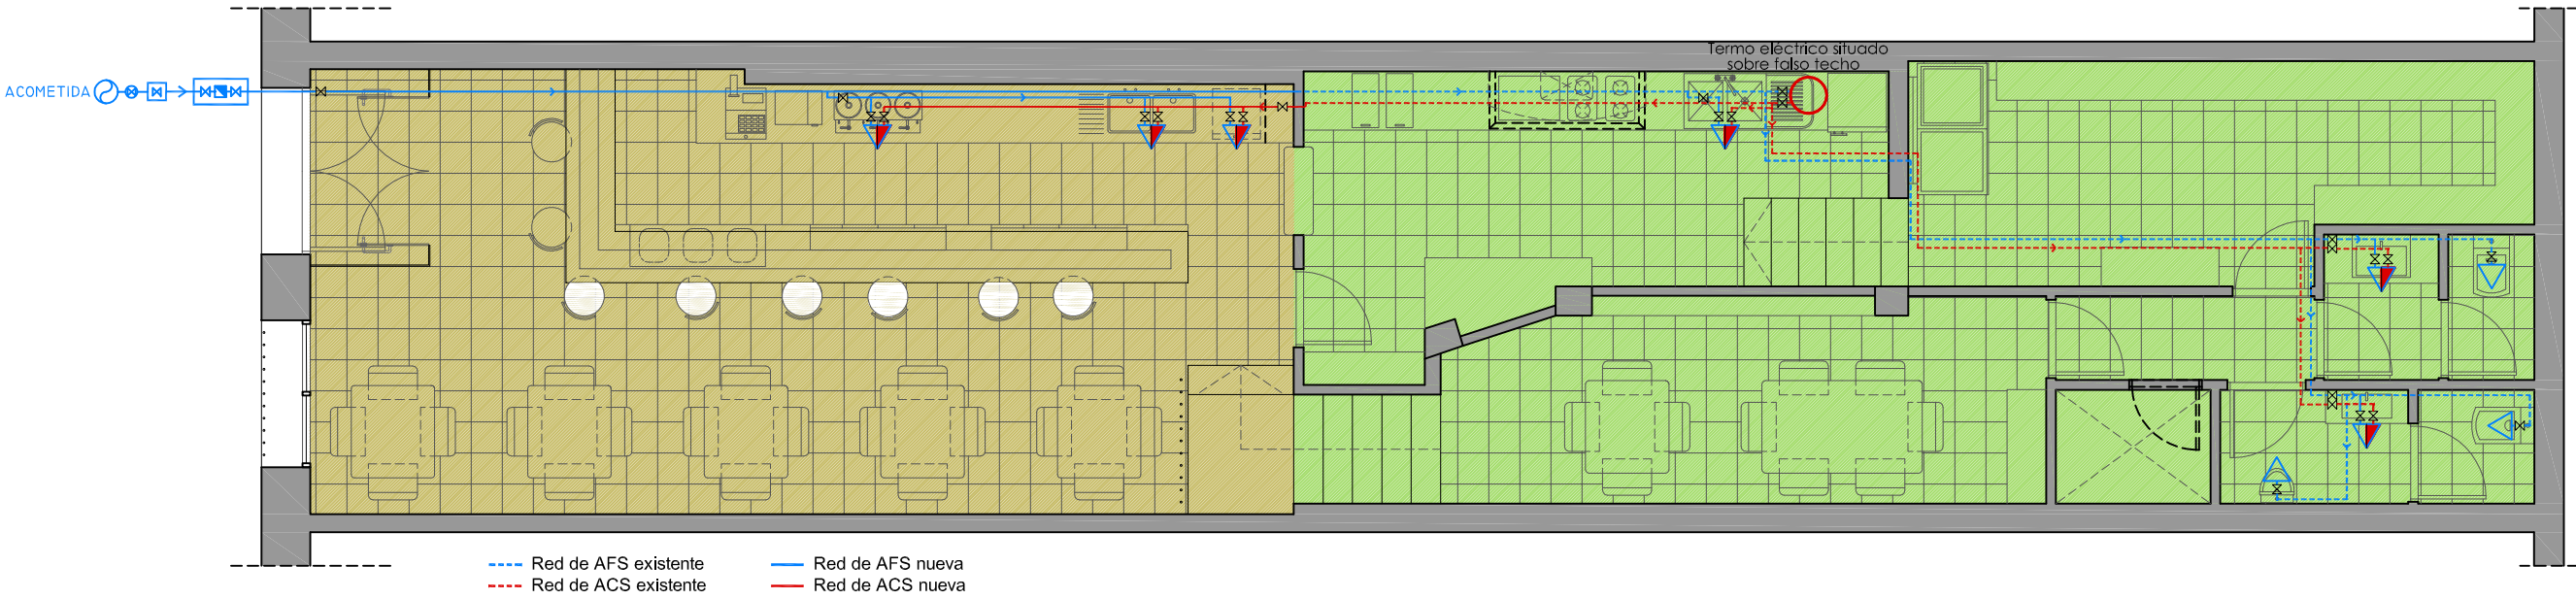 Termo eléctrico situado
sobre falso techo
ACOMETIDA
Red de AFS existente
Red de AFS nueva
Red de ACS existente
Red de ACS nueva